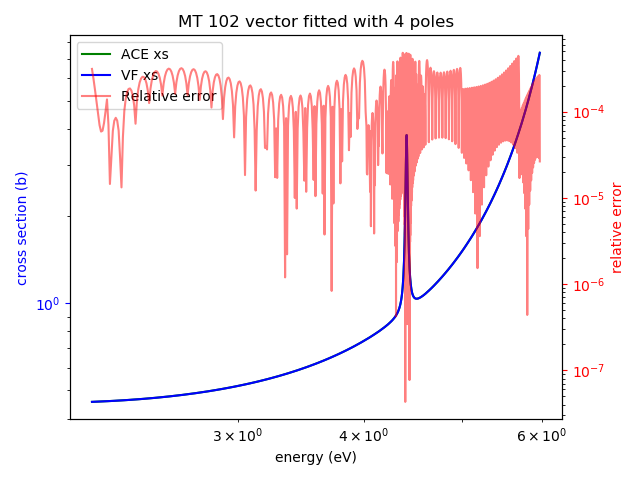 MT 102 vector fitted with 4 poles
ACE xs
VF xs
Relative error
cross section (b)
10⁰
10⁻⁴
10⁻⁵
10⁻⁶
10⁻⁷
relative error
3 × 10⁰ 4 × 10⁰ 6 × 10⁰
energy (eV)